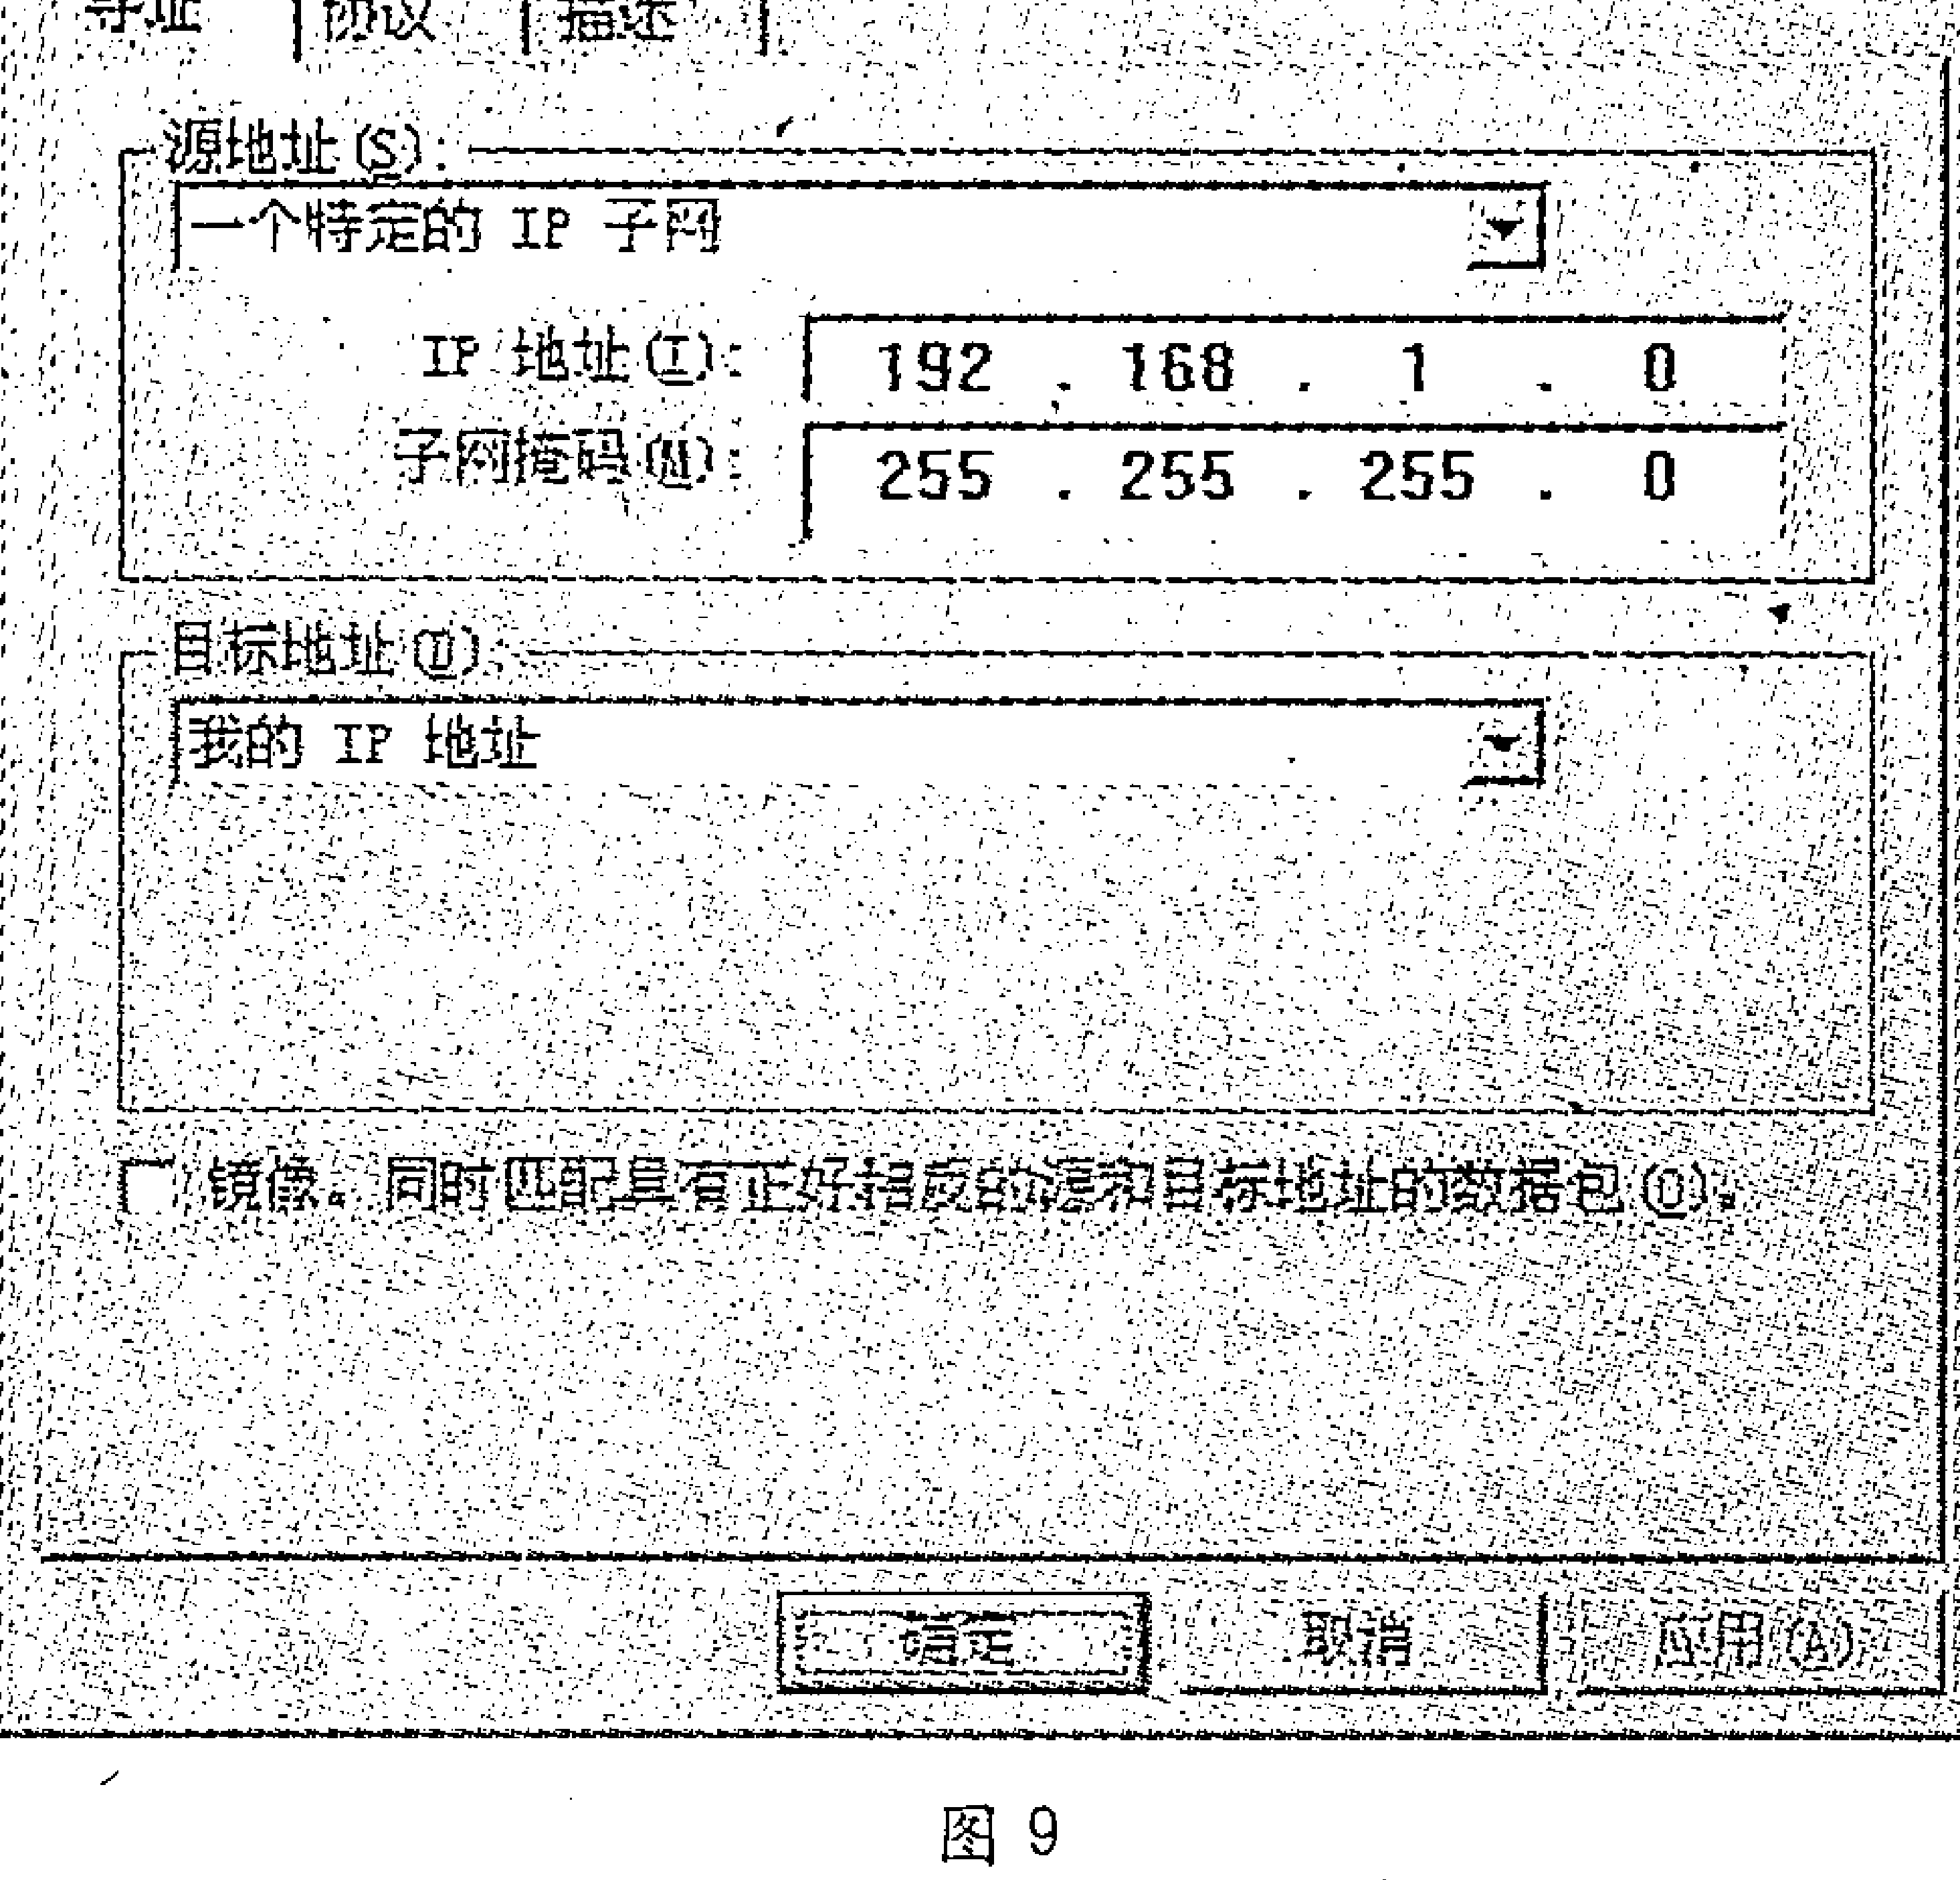 寻址 协议 描述
源地址(S):
一个特定的 IP 子网
IP 地址(I): 192 . 168 . 1 . 0
子网掩码(M): 255 . 255 . 255 . 0
目标地址(D):
我的 IP 地址
镜像。同时匹配具有正好相反的源和目标地址的数据包(O)。
确定 取消 应用(A)
图 9